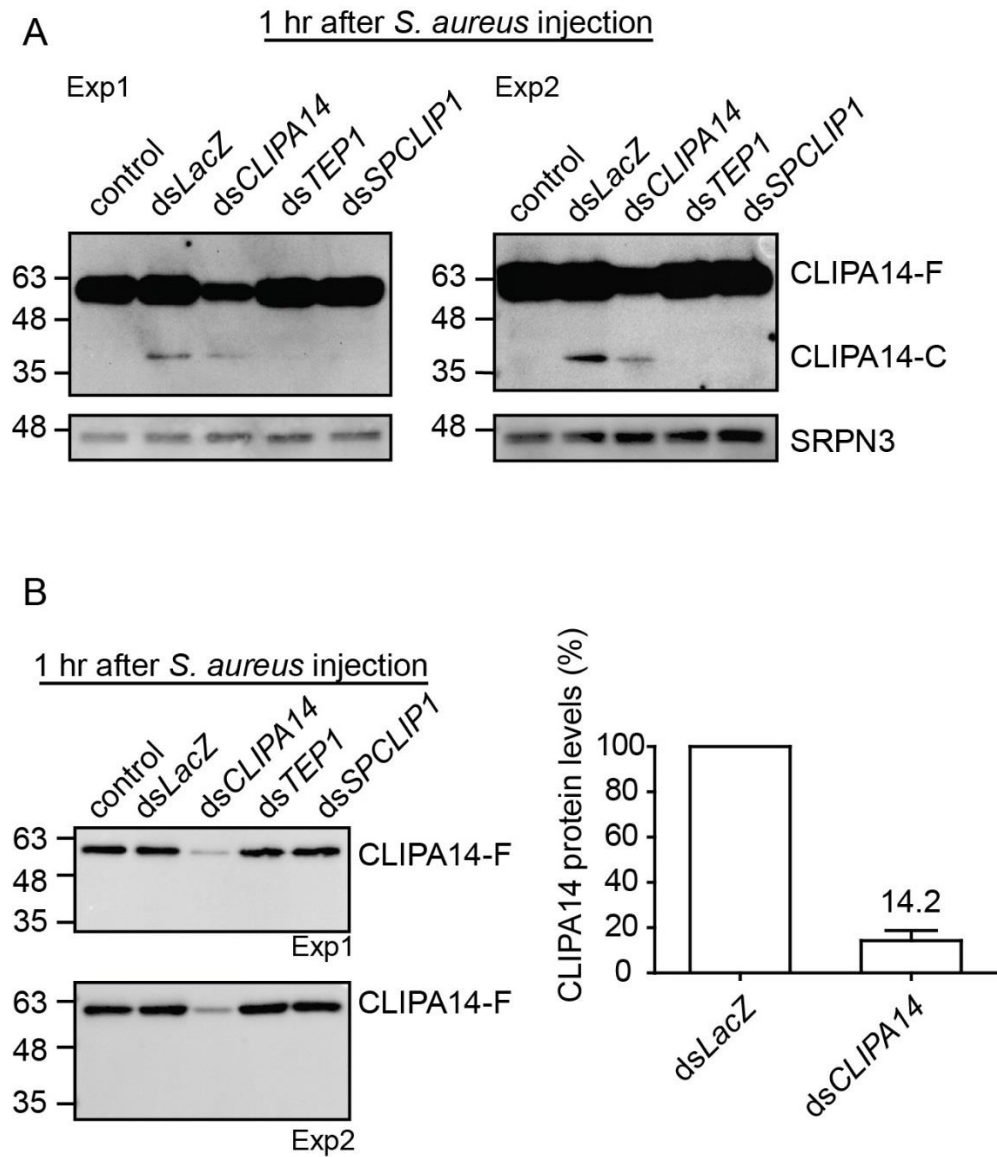 A
1 hr after S. aureus injection
Exp1
control dsLacZ dsCLIPA14 dsTEP1 dsSPCLIP1
63
48
35
48
Exp2
control dsLacZ dsCLIPA14 dsTEP1 dsSPCLIP1
63
48
35
48
CLIPA14-F
CLIPA14-C
SRPN3
B
1 hr after S. aureus injection
control dsLacZ dsCLIPA14 dsTEP1 dsSPCLIP1
63
48
35
CLIPA14-F
Exp1
63
48
35
CLIPA14-F
Exp2
CLIPA14 protein levels (%)
100
80
60
40
20
0
14.2
dsLacZ
dsCLIPA14